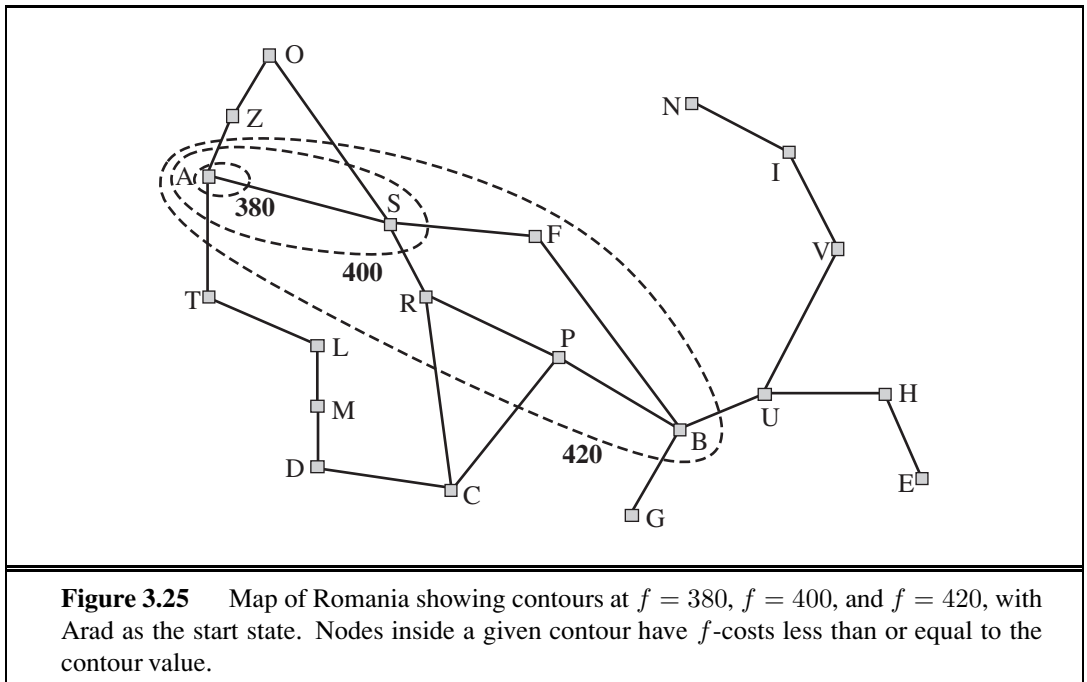 O
N
Z
I
A
S
380
F
V
400
T
R
P
L
H
M
U
B
420
D
E
C
G
Figure 3.25 Map of Romania showing contours at f = 380, f = 400, and f = 420, with
Arad as the start state. Nodes inside a given contour have f-costs less than or equal to the
contour value.